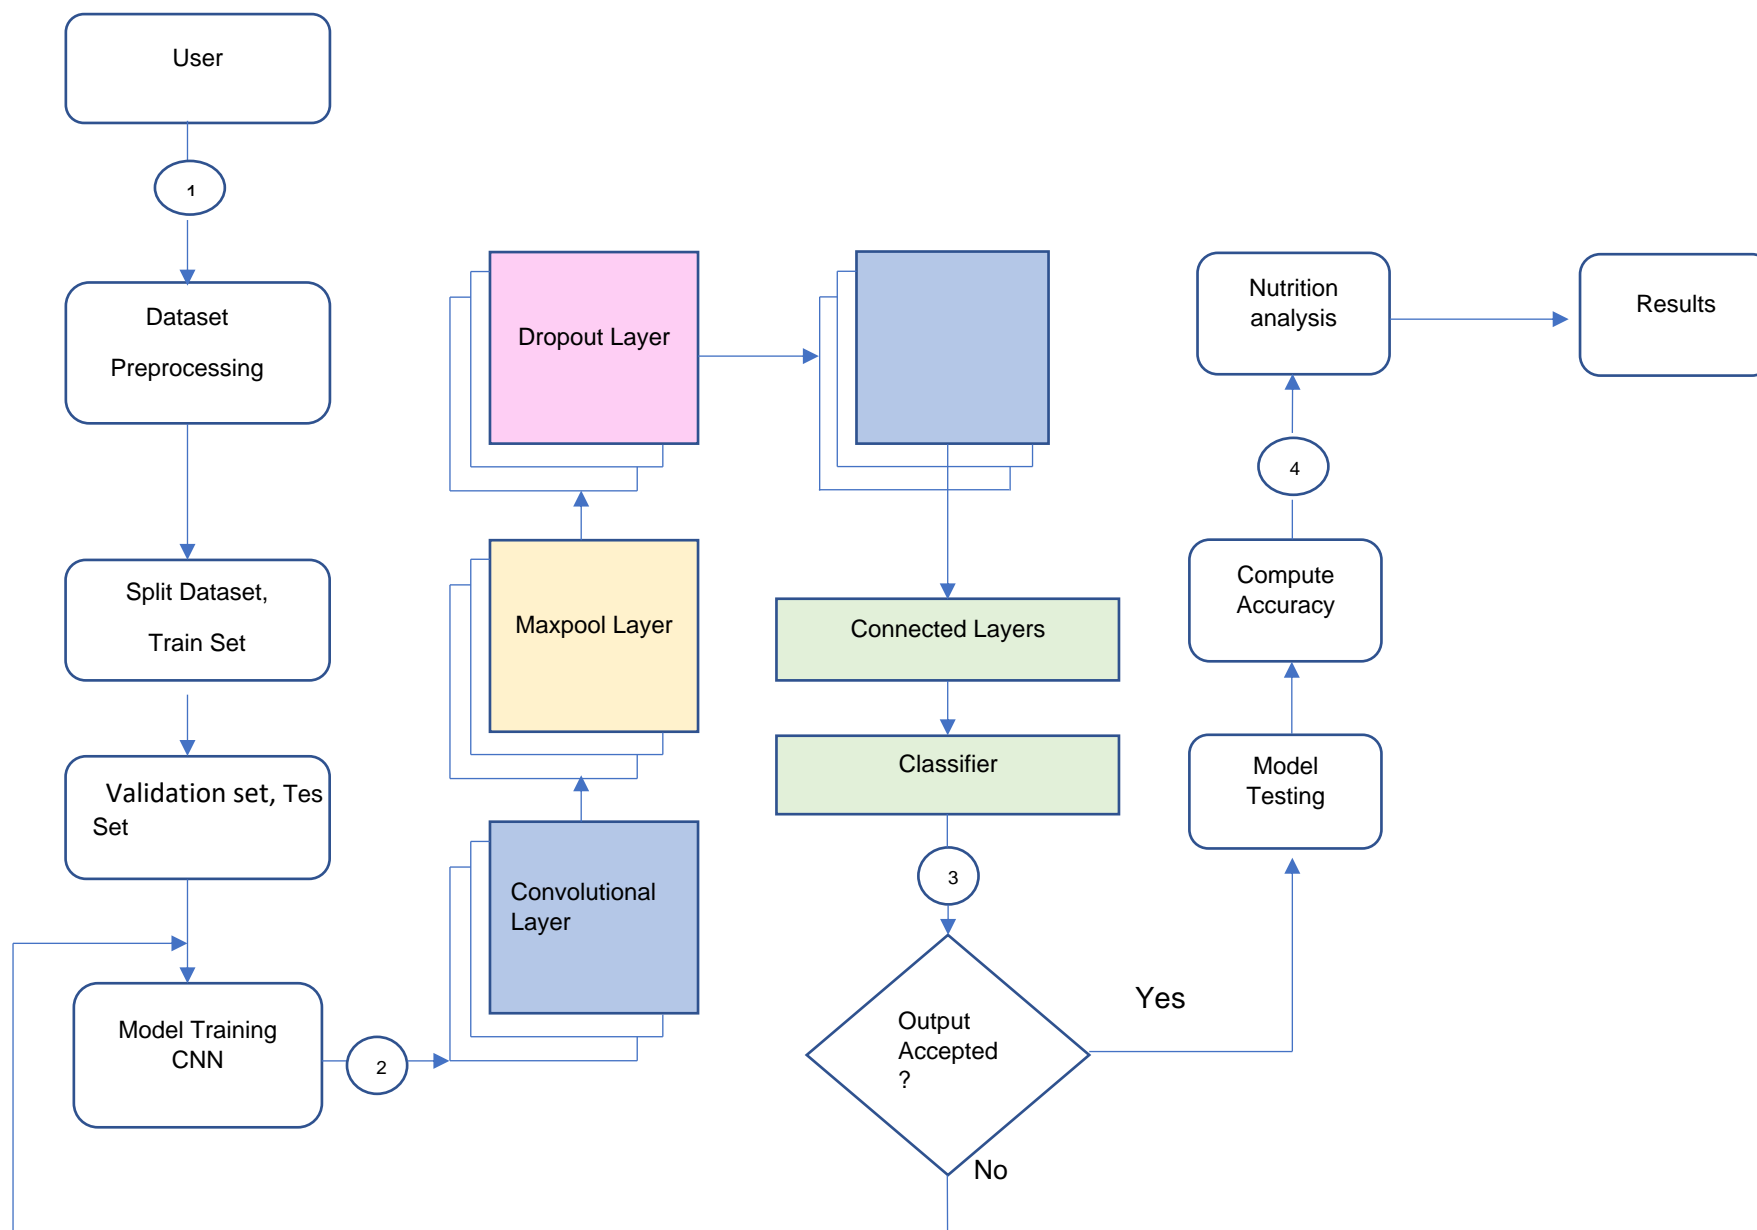 User
1
Dataset
Preprocessing
Split Dataset,
Train Set
Validation set, Tes
Set
Model Training
CNN
2
Convolutional
Layer
Maxpool Layer
Dropout Layer
Connected Layers
Classifier
3
Output
Accepted
?
Yes
No
Model
Testing
Compute
Accuracy
4
Nutrition
analysis
Results